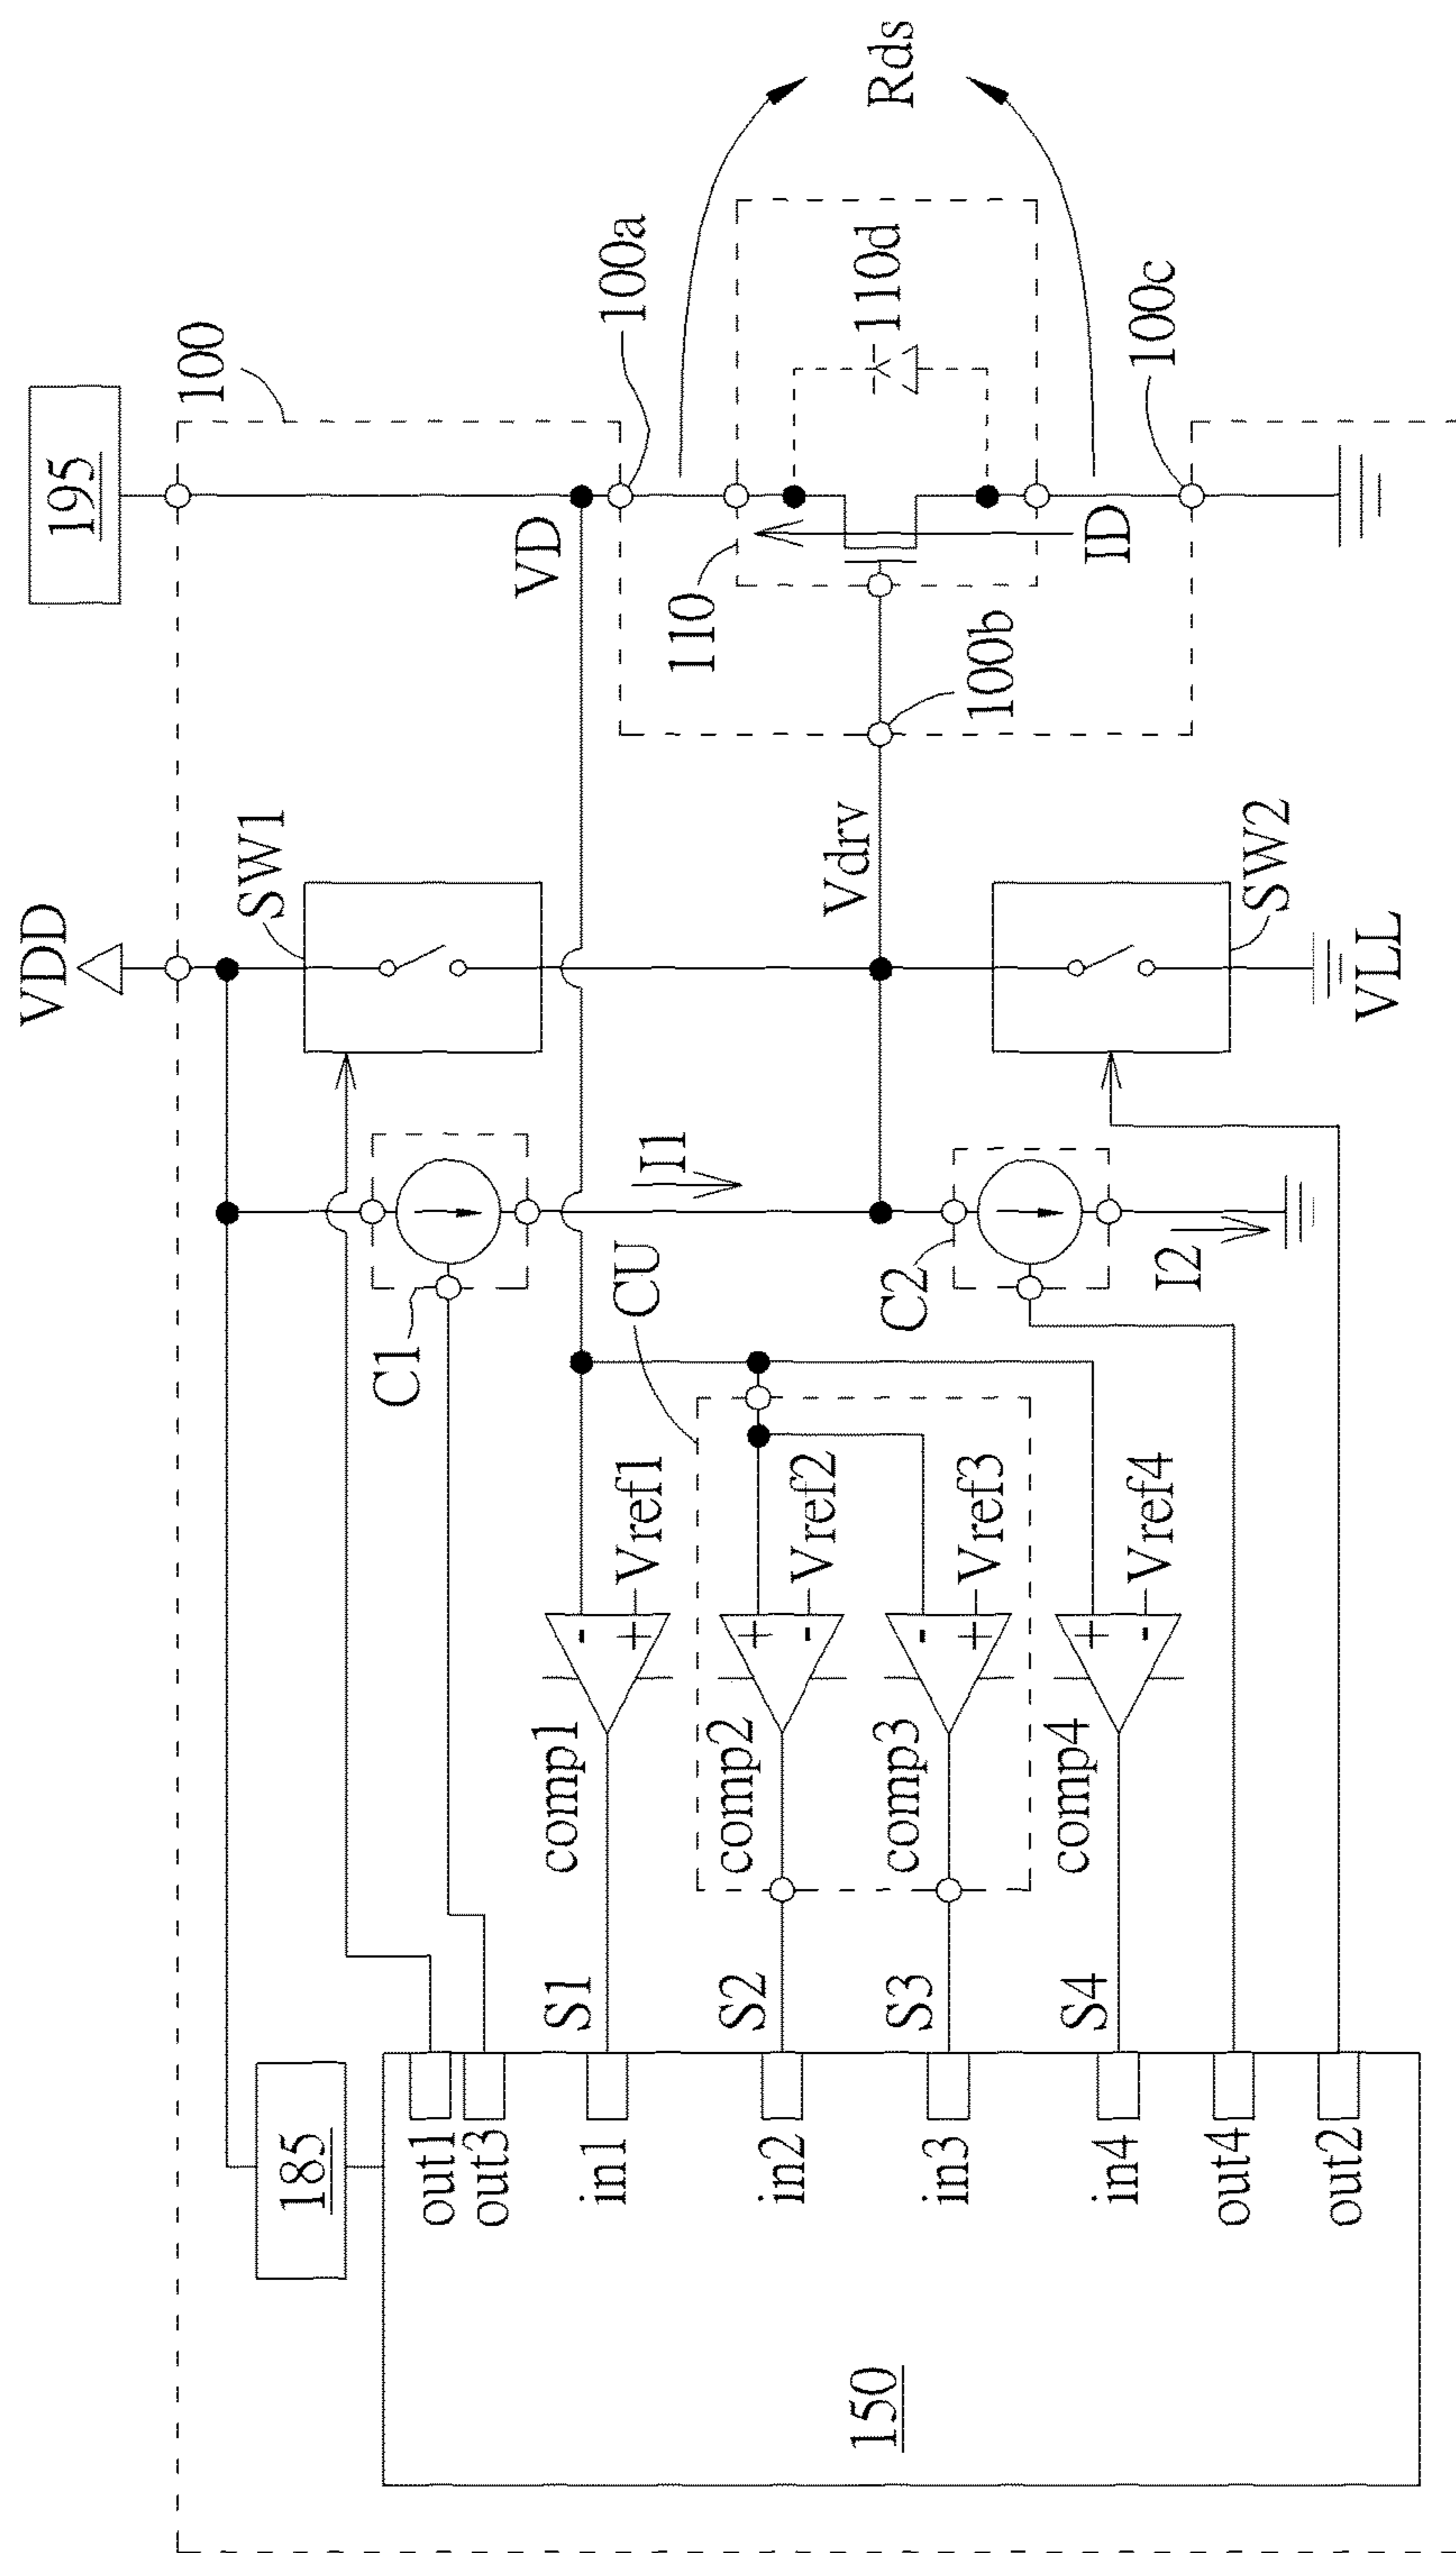 195
100
VDD
SW1
VD
100a
Rds
110
110d
100b
ID
100c
Vdrv
SW2
VLL
C1
I1
C2
I2
CU
Vref1
Vref2
Vref3
Vref4
-
+
+
-
-
+
+
-
comp1
comp2
comp3
comp4
S1
S2
S3
S4
185
out1
out3
in1
in2
in3
in4
out4
out2
150